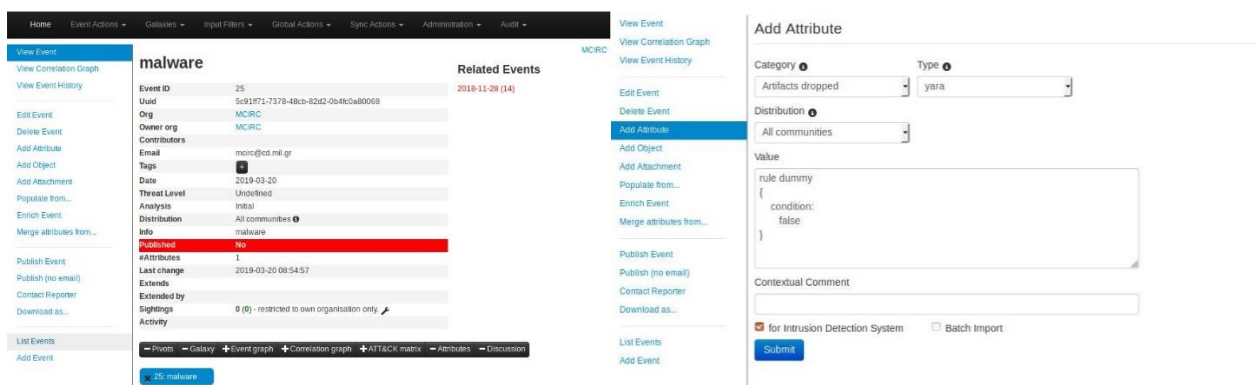 Home Event Actions Galaxies Input Filters Global Actions Sync Actions Administration Audit
View Event
View Correlation Graph
View Event History
Edit Event
Delete Event
Add Attribute
Add Object
Add Attachment
Populate from...
Enrich Event
Merge attributes from...
Publish Event
Publish (no email)
Contact Reporter
Download as...
List Events
Add Event
MCIRC
malware
Event ID 25
Uuid 5c91ff71-7378-48cb-82d2-0b4fc0a80068
Org MCIRC
Owner org MCIRC
Contributors
Email mcirc@cd.mil.gr
Tags +
Date 2019-03-20
Threat Level Undefined
Analysis Initial
Distribution All communities
Info malware
Published No
#Attributes 1
Last change 2019-03-20 08:54:57
Extends
Extended by
Sightings 0 (0) - restricted to own organisation only.
Activity
Related Events
2018-11-28 (14)
− Pivots − Galaxy + Event graph + Correlation graph + ATT&CK matrix − Attributes − Discussion
× 25: malware
View Event
View Correlation Graph
View Event History
Edit Event
Delete Event
Add Attribute
Add Object
Add Attachment
Populate from...
Enrich Event
Merge attributes from...
Publish Event
Publish (no email)
Contact Reporter
Download as...
List Events
Add Event
Add Attribute
Category Type
Artifacts dropped yara
Distribution
All communities
Value
rule dummy
{
condition:
false
}
Contextual Comment
for Intrusion Detection System Batch Import
Submit